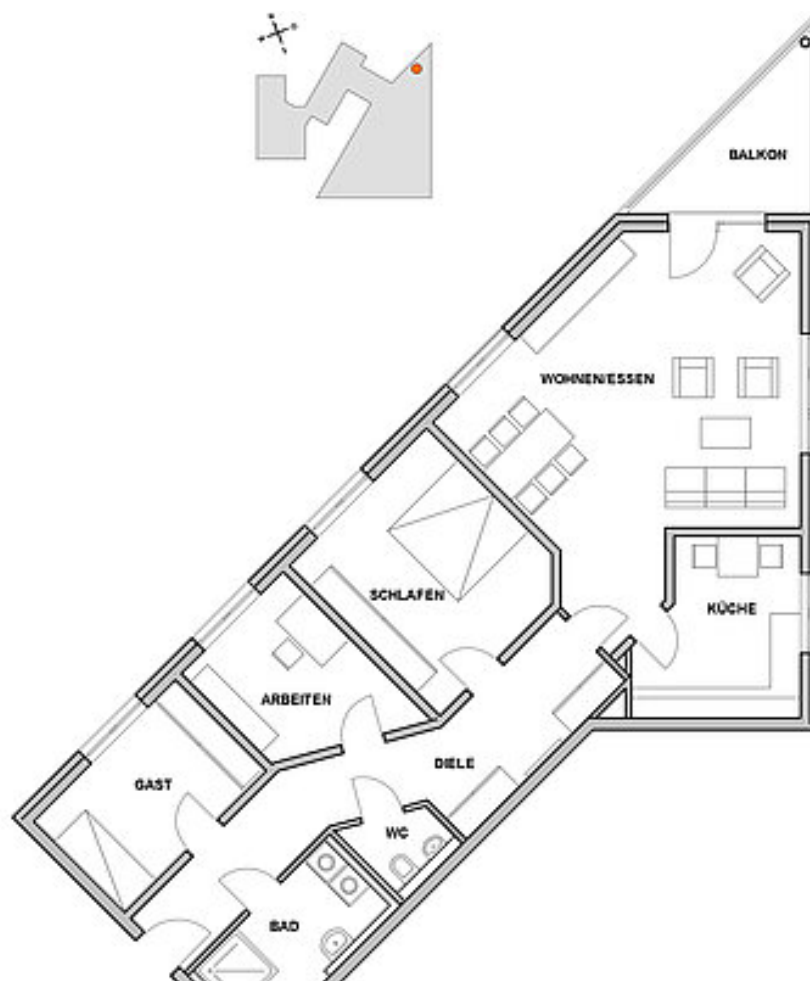 BALKON
WOHNEN/ESSEN
SCHLAFEN
KÜCHE
ARBEITEN
DIELE
GAST
WC
BAD